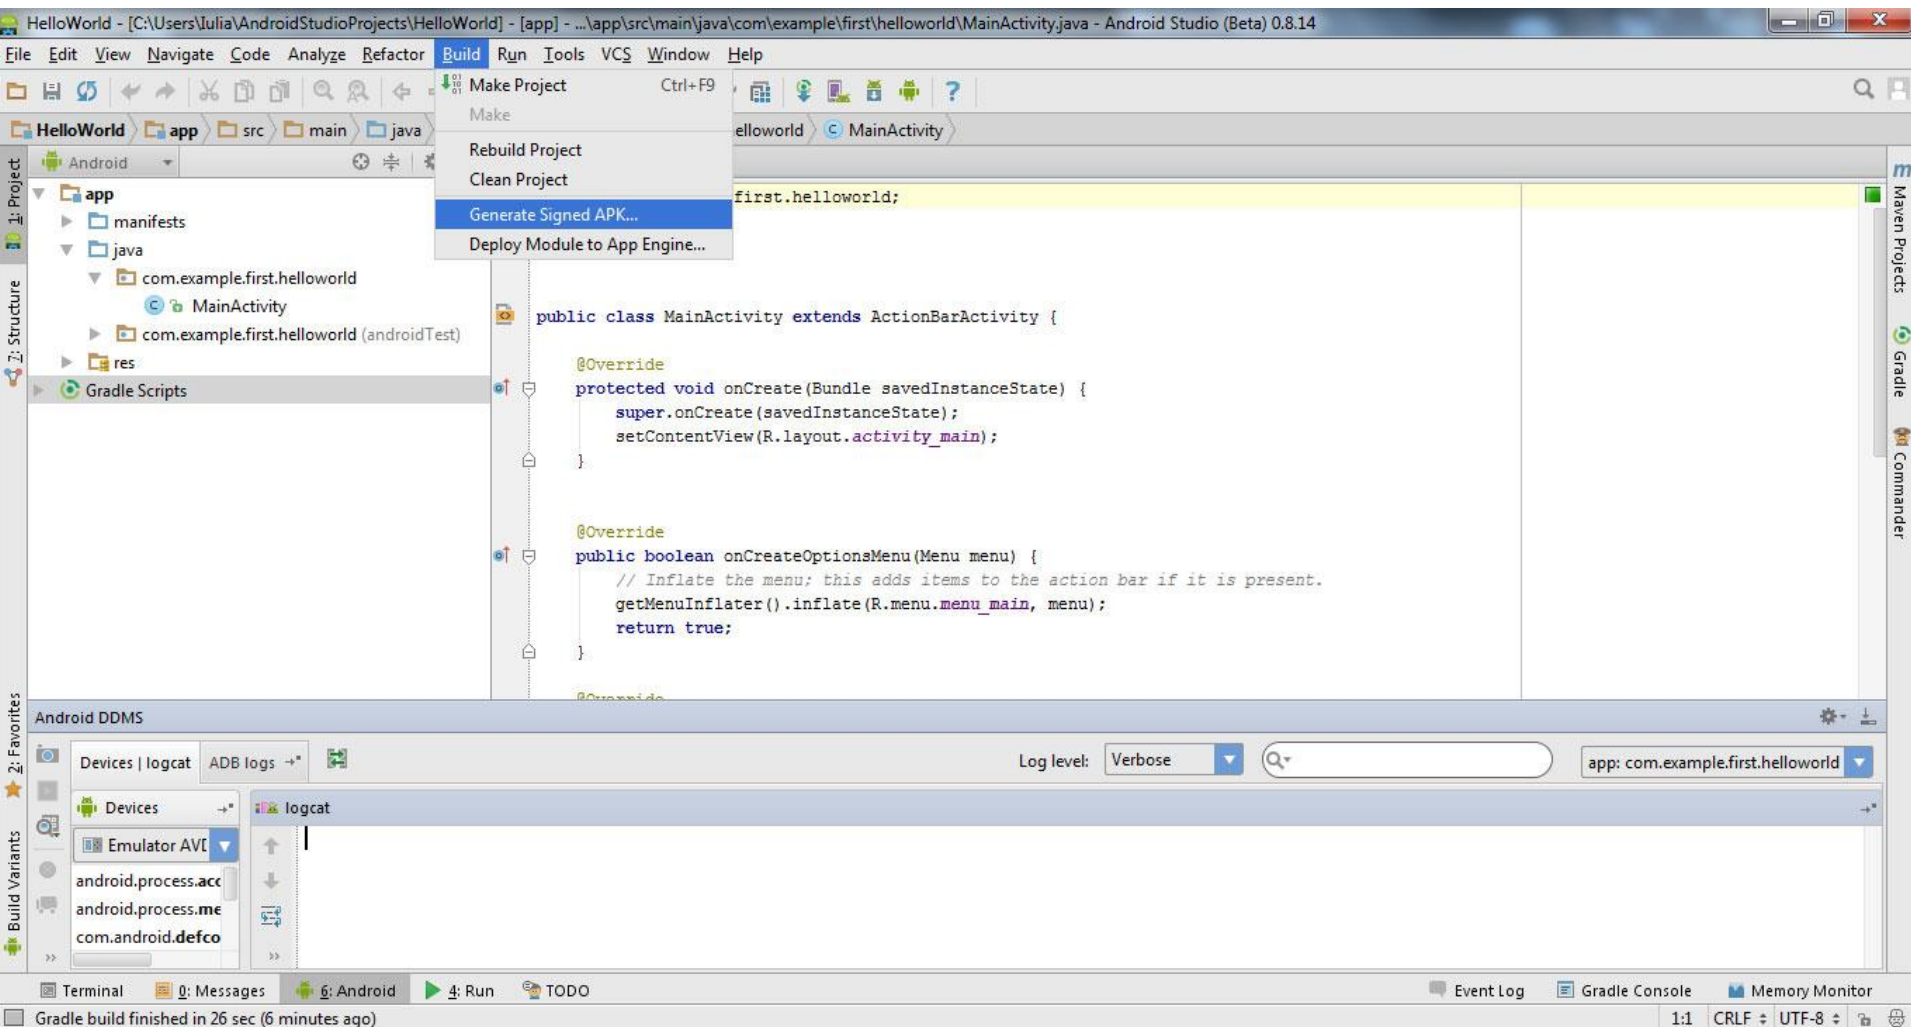 HelloWorld - [C:\Users\Iulia\AndroidStudioProjects\HelloWorld] - [app] - ...\app\src\main\java\com\example\first\helloworld\MainActivity.java - Android Studio (Beta) 0.8.14
File Edit View Navigate Code Analyze Refactor Build Run Tools VCS Window Help
Make Project Ctrl+F9
Make
Rebuild Project
Clean Project
Generate Signed APK...
Deploy Module to App Engine...
HelloWorld app src main java elloworld MainActivity
Android
1: Project
7: Structure
2: Favorites
Build Variants
app
manifests
java
com.example.first.helloworld
MainActivity
com.example.first.helloworld (androidTest)
res
Gradle Scripts
first.helloworld;
public class MainActivity extends ActionBarActivity {
@Override
protected void onCreate(Bundle savedInstanceState) {
super.onCreate(savedInstanceState);
setContentView(R.layout.activity_main);
}
@Override
public boolean onCreateOptionsMenu(Menu menu) {
// Inflate the menu; this adds items to the action bar if it is present.
getMenuInflater().inflate(R.menu.menu_main, menu);
return true;
}
@Override
Maven Projects
Gradle
Commander
Android DDMS
Devices | logcat ADB logs Log level: Verbose app: com.example.first.helloworld
Devices logcat
Emulator AVD
android.process.acc
android.process.me
com.android.defco
Terminal 0: Messages 6: Android 4: Run TODO Event Log Gradle Console Memory Monitor
Gradle build finished in 26 sec (6 minutes ago) 1:1 CRLF UTF-8